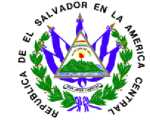 REPUBLICA DE EL SALVADOR EN LA AMERICA CENTRAL